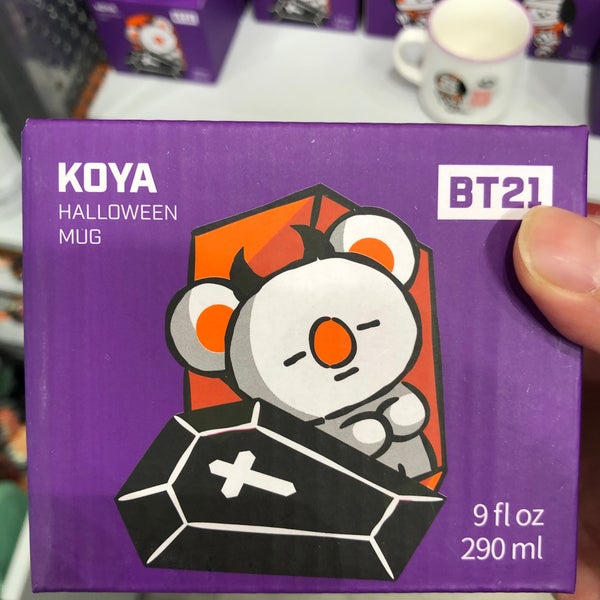 KOYA
HALLOWEEN
MUG
BT21
9 fl oz
290 ml